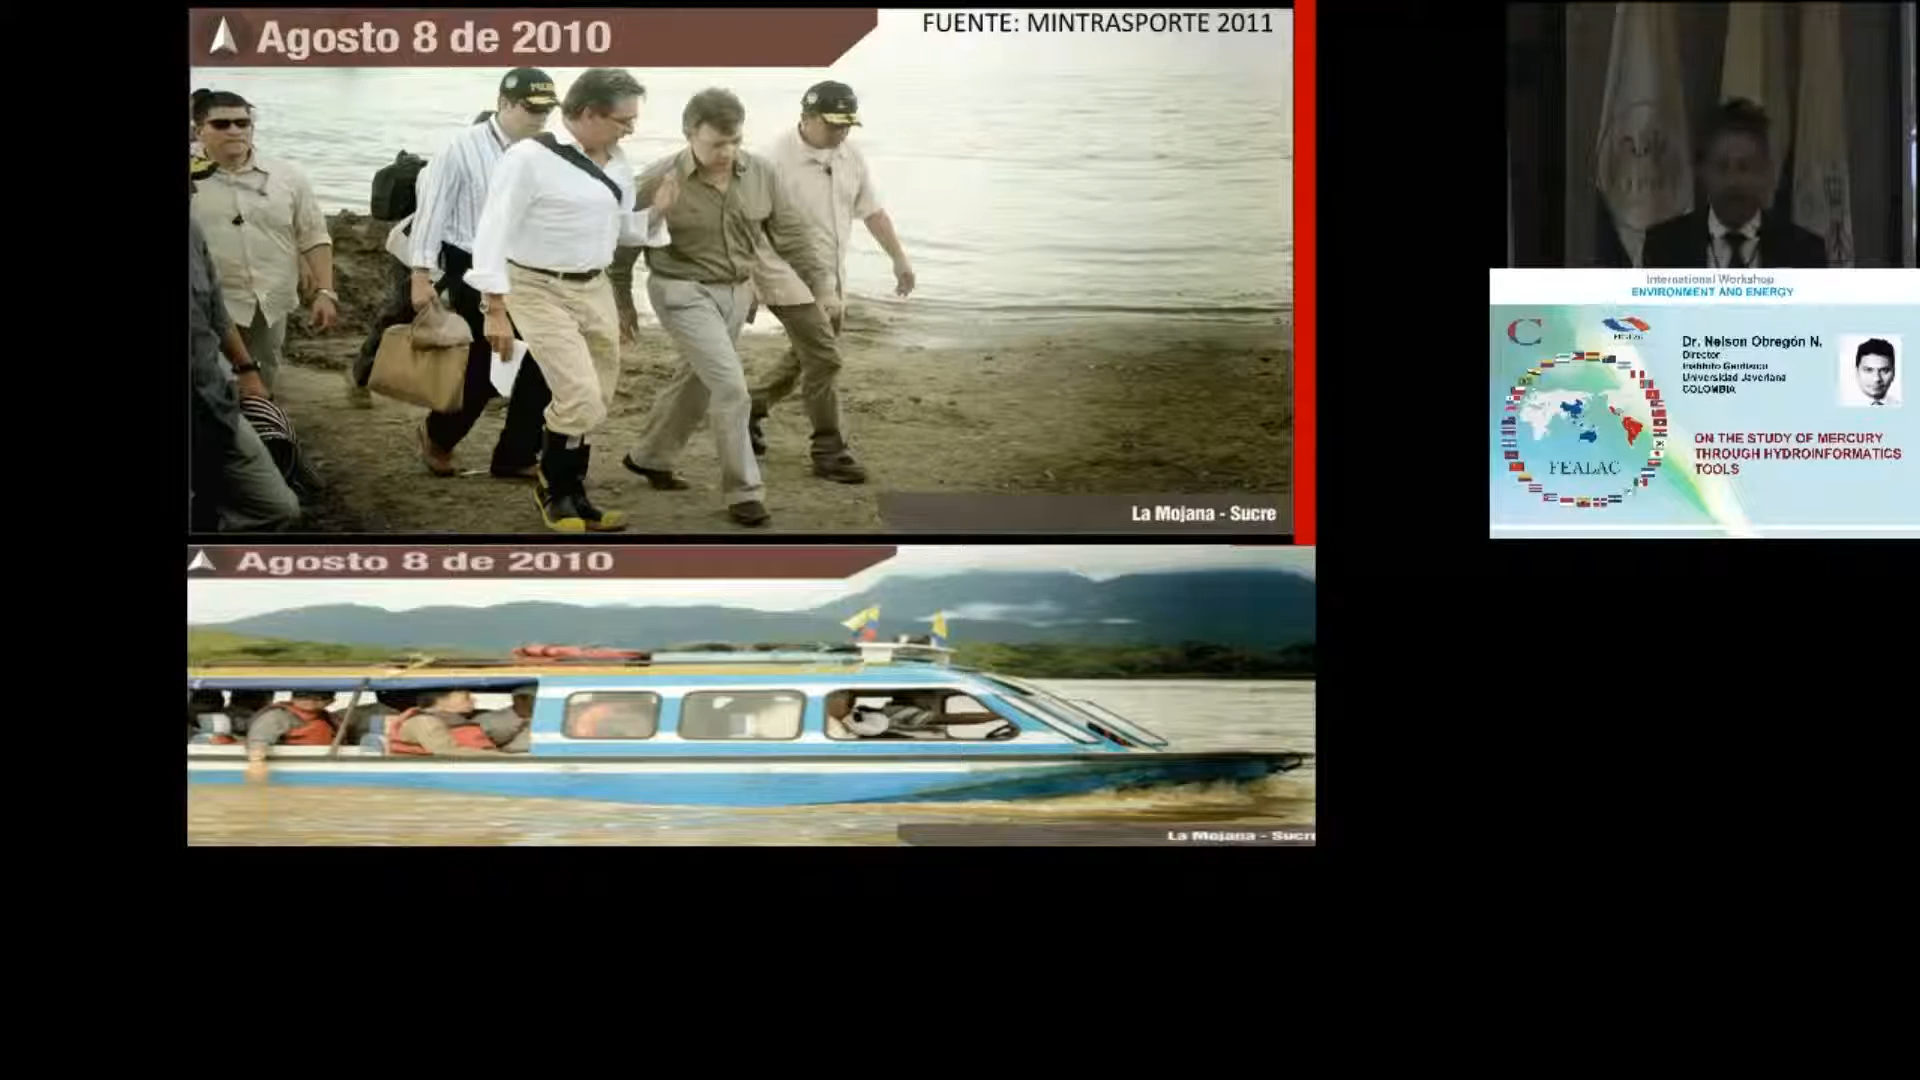 Agosto 8 de 2010
FUENTE: MINTRASPORTE 2011
La Mojana - Sucre
Agosto 8 de 2010
La Mojana - Sucre
International Workshop
ENVIRONMENT AND ENERGY
C
FEALAC
Dr. Nelson Obregón N.
Director
Universidad Javeriana
COLOMBIA
ON THE STUDY OF MERCURY
THROUGH HYDROINFORMATICS
TOOLS